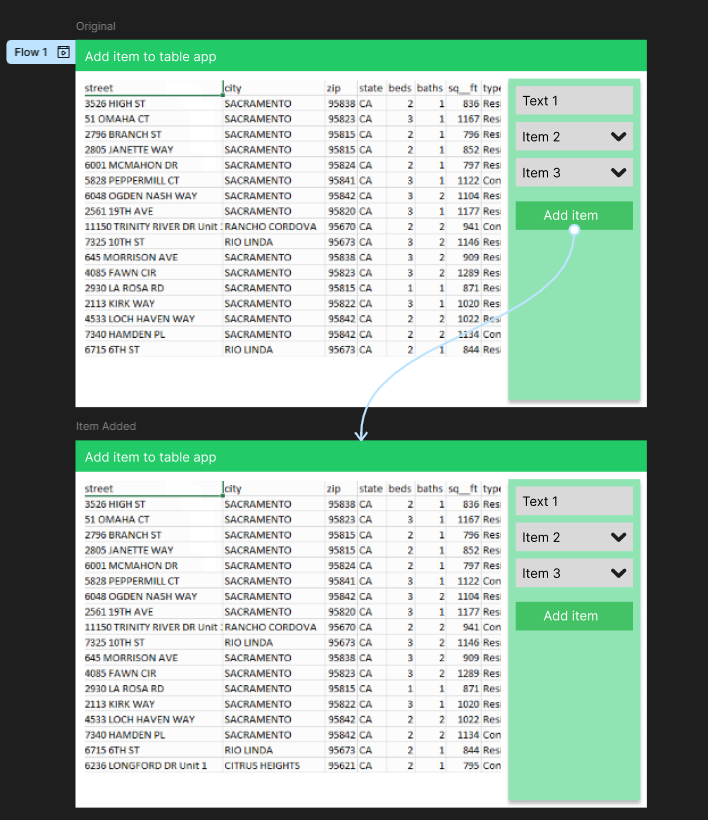 Original
Flow 1
Add item to table app
street city zip state beds baths sq__ft type
3526 HIGH ST SACRAMENTO 95838 CA 2 1 836 Resi
51 OMAHA CT SACRAMENTO 95823 CA 3 1 1167 Resi
2796 BRANCH ST SACRAMENTO 95815 CA 2 1 796 Resi
2805 JANETTE WAY SACRAMENTO 95815 CA 2 1 852 Resi
6001 MCMAHON DR SACRAMENTO 95824 CA 2 1 797 Resi
5828 PEPPERMILL CT SACRAMENTO 95841 CA 3 1 1122 Con
6048 OGDEN NASH WAY SACRAMENTO 95842 CA 3 2 1104 Resi
2561 19TH AVE SACRAMENTO 95820 CA 3 1 1177 Resi
11150 TRINITY RIVER DR Unit RANCHO CORDOVA 95670 CA 2 2 941 Con
7325 10TH ST RIO LINDA 95673 CA 3 2 1146 Resi
645 MORRISON AVE SACRAMENTO 95838 CA 3 2 909 Resi
4085 FAWN CIR SACRAMENTO 95823 CA 3 2 1289 Resi
2930 LA ROSA RD SACRAMENTO 95815 CA 1 1 871 Resi
2113 KIRK WAY SACRAMENTO 95822 CA 3 1 1020 Resi
4533 LOCH HAVEN WAY SACRAMENTO 95842 CA 2 2 1022 Resi
7340 HAMDEN PL SACRAMENTO 95842 CA 2 2 1134 Con
6715 6TH ST RIO LINDA 95673 CA 2 1 844 Resi
Text 1
Item 2
Item 3
Add item
Item Added
Add item to table app
street city zip state beds baths sq__ft type
3526 HIGH ST SACRAMENTO 95838 CA 2 1 836 Resi
51 OMAHA CT SACRAMENTO 95823 CA 3 1 1167 Resi
2796 BRANCH ST SACRAMENTO 95815 CA 2 1 796 Resi
2805 JANETTE WAY SACRAMENTO 95815 CA 2 1 852 Resi
6001 MCMAHON DR SACRAMENTO 95824 CA 2 1 797 Resi
5828 PEPPERMILL CT SACRAMENTO 95841 CA 3 1 1122 Con
6048 OGDEN NASH WAY SACRAMENTO 95842 CA 3 2 1104 Resi
2561 19TH AVE SACRAMENTO 95820 CA 3 1 1177 Resi
11150 TRINITY RIVER DR Unit RANCHO CORDOVA 95670 CA 2 2 941 Con
7325 10TH ST RIO LINDA 95673 CA 3 2 1146 Resi
645 MORRISON AVE SACRAMENTO 95838 CA 3 2 909 Resi
4085 FAWN CIR SACRAMENTO 95823 CA 3 2 1289 Resi
2930 LA ROSA RD SACRAMENTO 95815 CA 1 1 871 Resi
2113 KIRK WAY SACRAMENTO 95822 CA 3 1 1020 Resi
4533 LOCH HAVEN WAY SACRAMENTO 95842 CA 2 2 1022 Resi
7340 HAMDEN PL SACRAMENTO 95842 CA 2 2 1134 Con
6715 6TH ST RIO LINDA 95673 CA 2 1 844 Resi
6236 LONGFORD DR Unit 1 CITRUS HEIGHTS 95621 CA 2 1 795 Con
Text 1
Item 2
Item 3
Add item